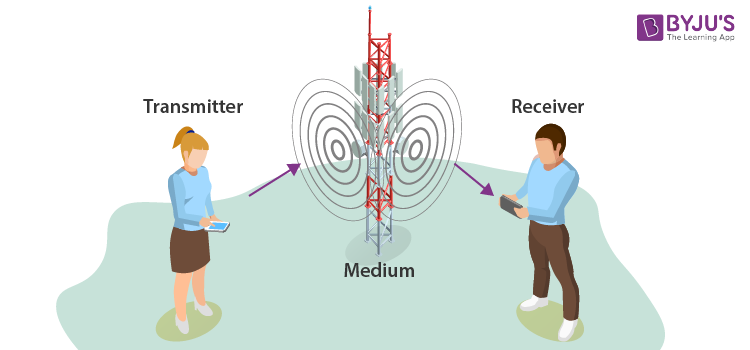 BYJU'S
The Learning App
Transmitter
Receiver
Medium